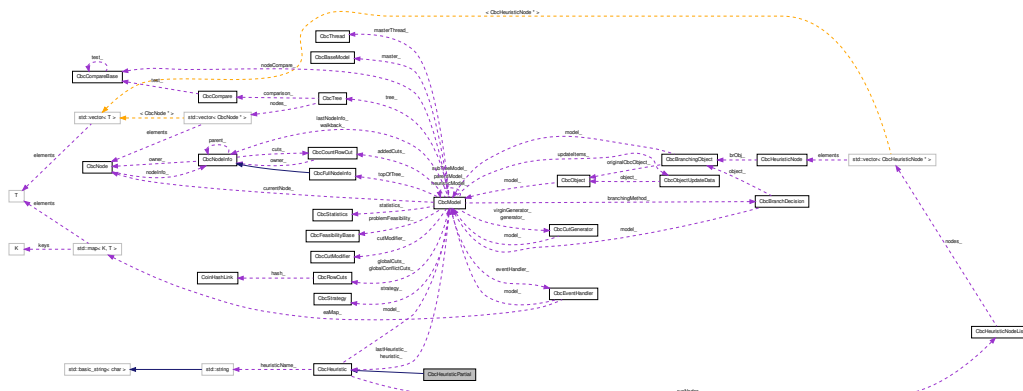 < CbcHeuristicNode * >
CbcThread
masterThread_
CbcBaseModel
master_
nodeCompare_
test_
CbcCompareBase
test_
CbcCompare
comparison_
CbcTree
tree_
nodes_
std::vector< T >
< CbcNode * >
std::vector< CbcNode * >
elements
elements
lastNodeInfo_
walkback_
parent_
CbcNode
owner_
nodeInfo_
CbcNodeInfo
cuts_
owner_
CbcCountRowCut
addedCuts_
CbcFullNodeInfo
topOfTree_
currentNode_
CbcModel
model_
updateItems_
originalCbcObject_
CbcBranchingObject
brObj_
CbcHeuristicNode
elements
std::vector< CbcHeuristicNode * >
model_
CbcObject
object_
CbcObjectUpdateData
object_
branchingMethod_
CbcBranchDecision
T
elements
CbcStatistics
statistics_
problemFeasibility_
CbcFeasibilityBase
virginGenerator_
generator_
CbcCutGenerator
model_
model_
K
keys
std::map< K, T >
cutModifier_
CbcCutModifier
globalCuts_
globalConflictCuts_
CoinHashLink
hash_
CbcRowCuts
strategy_
CbcStrategy
model_
eaMap_
eventHandler_
CbcEventHandler
model_
nodes_
CbcHeuristicNodeList
lastHeuristic_
heuristic_
std::basic_string< char >
std::string
heuristicName_
CbcHeuristic
CbcHeuristicPartial